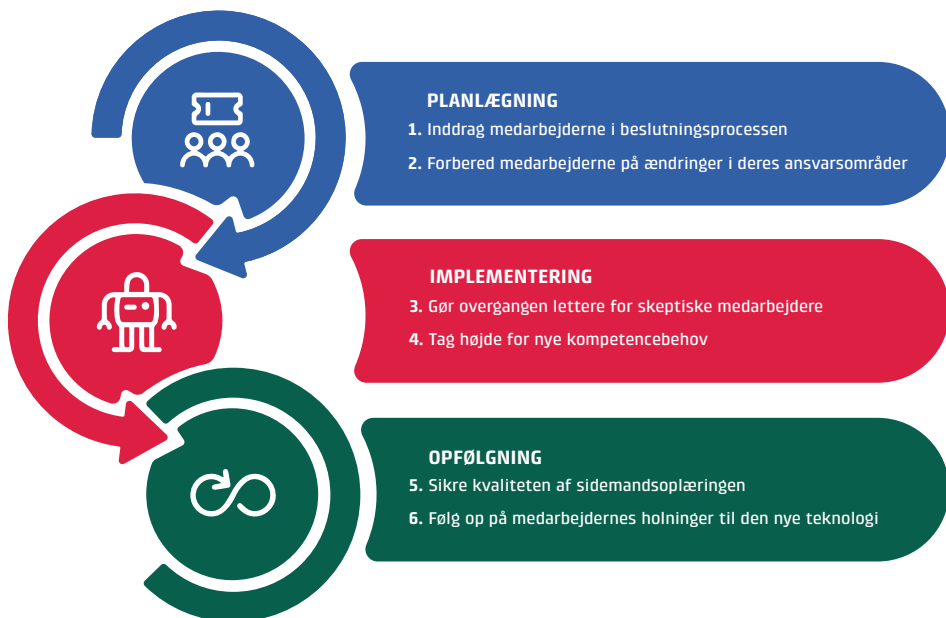 PLANLÆGNING
1. Inddrag medarbejderne i beslutningsprocessen
2. Forbered medarbejderne på ændringer i deres ansvarsområder
IMPLEMENTERING
3. Gør overgangen lettere for skeptiske medarbejdere
4. Tag højde for nye kompetencebehov
OPFØLGNING
5. Sikre kvaliteten af sidemandsoplæringen
6. Følg op på medarbejdernes holninger til den nye teknologi